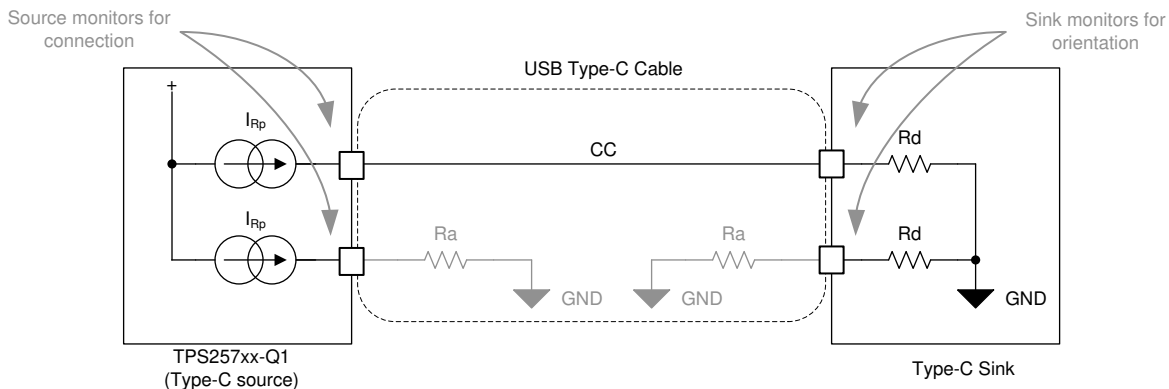 Source monitors for
connection
Sink monitors for
orientation
USB Type-C Cable
+
IRp
CC
Rd
IRp
Ra
Ra
Rd
GND
GND
GND
TPS257xx-Q1
(Type-C source)
Type-C Sink